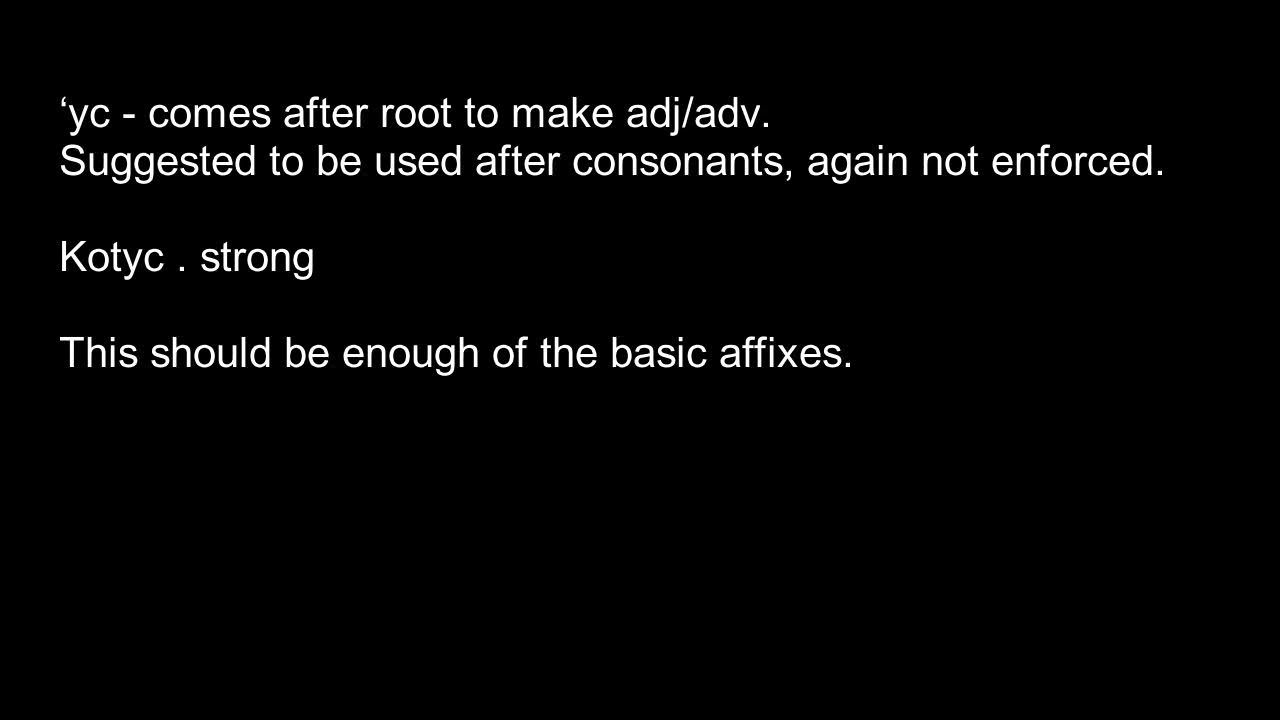 ‘yc - comes after root to make adj/adv.
Suggested to be used after consonants, again not enforced.
Kotyc . strong
This should be enough of the basic affixes.